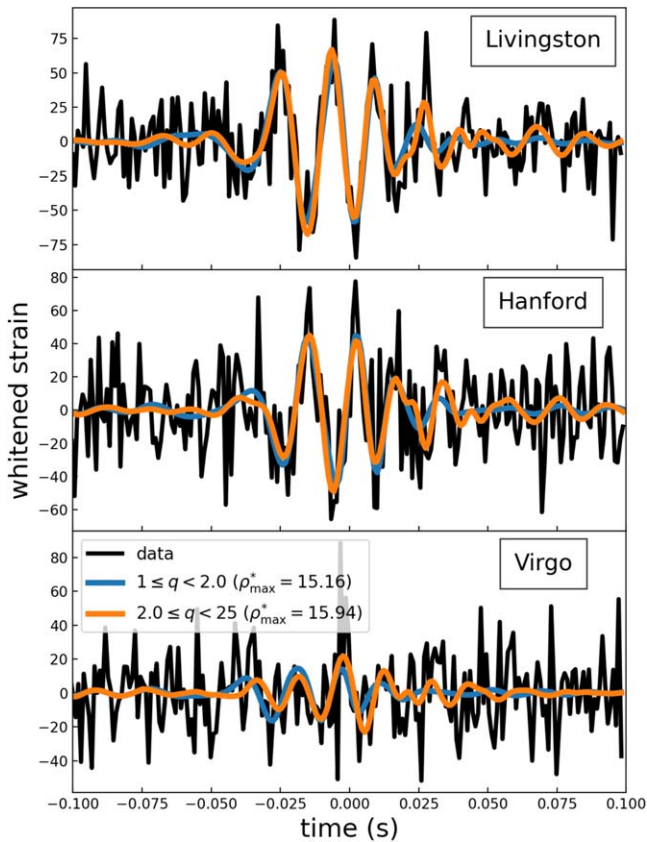 Livingston
75
50
25
0
−25
−50
−75
Hanford
80
60
40
20
0
−20
−40
−60
whitened strain
Virgo
data
1 ≤ q < 2.0 (ρ*max = 15.16)
2.0 ≤ q < 25 (ρ*max = 15.94)
80
60
40
20
0
−20
−40
−0.100 −0.075 −0.050 −0.025 0.000 0.025 0.050 0.075 0.100
time (s)